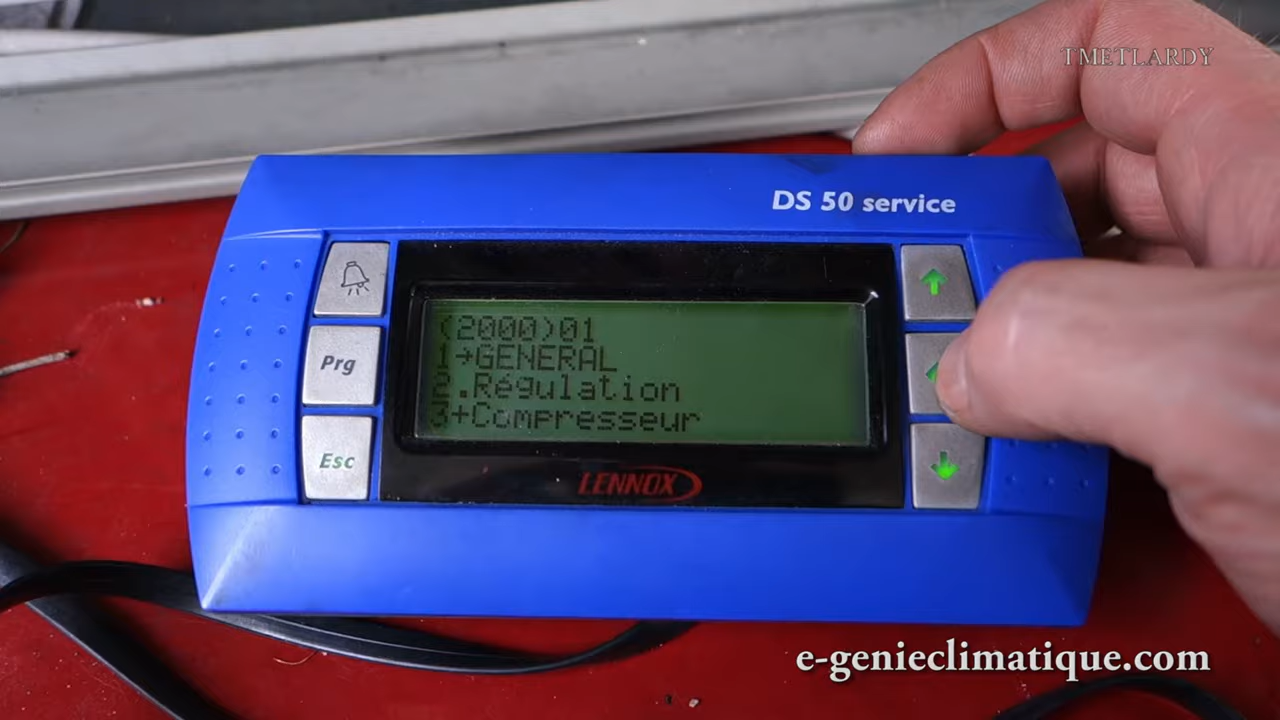 TMETLARDY
DS 50 service
Prg
Esc
(2000)01
1→GENERAL
2.Régulation
3+Compresseur
LENNOX
e-genieclimatique.com